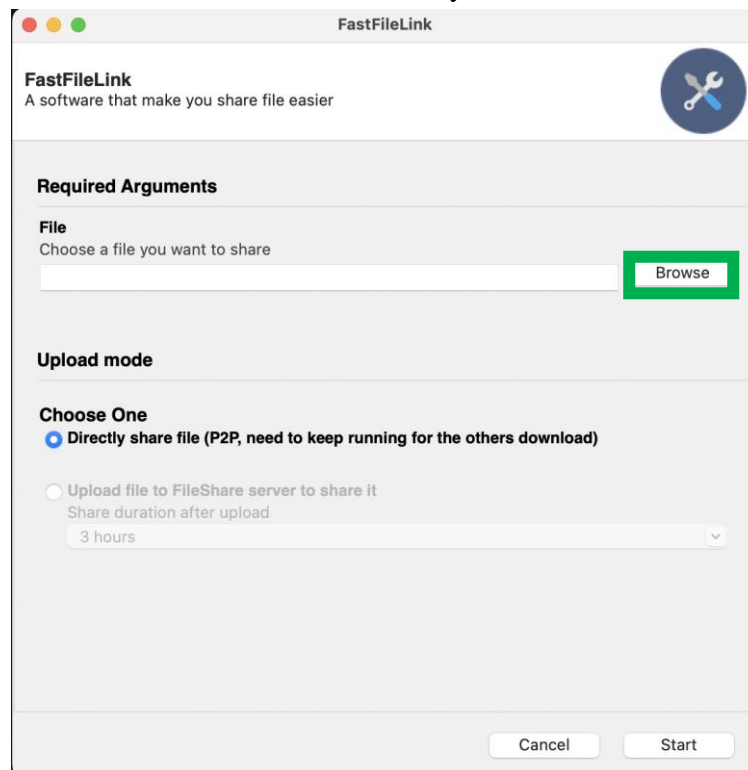 FastFileLink
FastFileLink
A software that make you share file easier
Required Arguments
File
Choose a file you want to share
Browse
Upload mode
Choose One
Directly share file (P2P, need to keep running for the others download)
Upload file to FileShare server to share it
Share duration after upload
3 hours
Cancel
Start